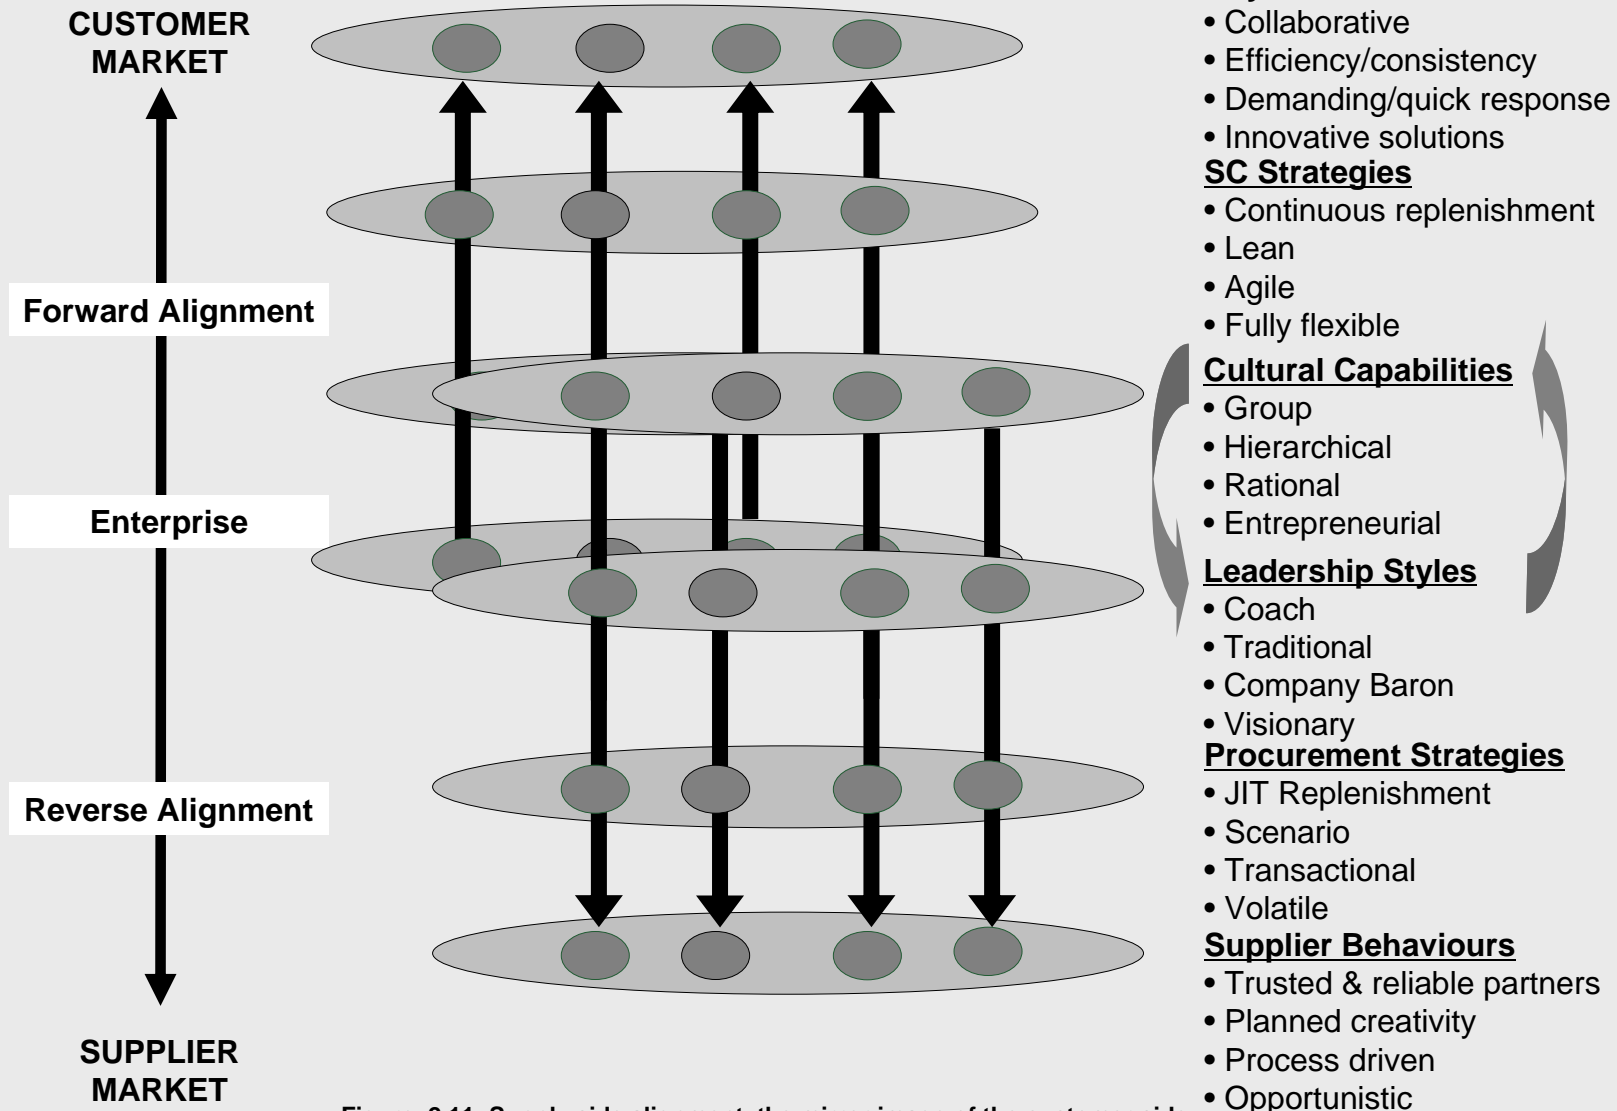 CUSTOMER
MARKET
Forward Alignment
Enterprise
Reverse Alignment
SUPPLIER
MARKET
• Collaborative
• Efficiency/consistency
• Demanding/quick response
• Innovative solutions
SC Strategies
• Continuous replenishment
• Lean
• Agile
• Fully flexible
Cultural Capabilities
• Group
• Hierarchical
• Rational
• Entrepreneurial
Leadership Styles
• Coach
• Traditional
• Company Baron
• Visionary
Procurement Strategies
• JIT Replenishment
• Scenario
• Transactional
• Volatile
Supplier Behaviours
• Trusted & reliable partners
• Planned creativity
• Process driven
• Opportunistic